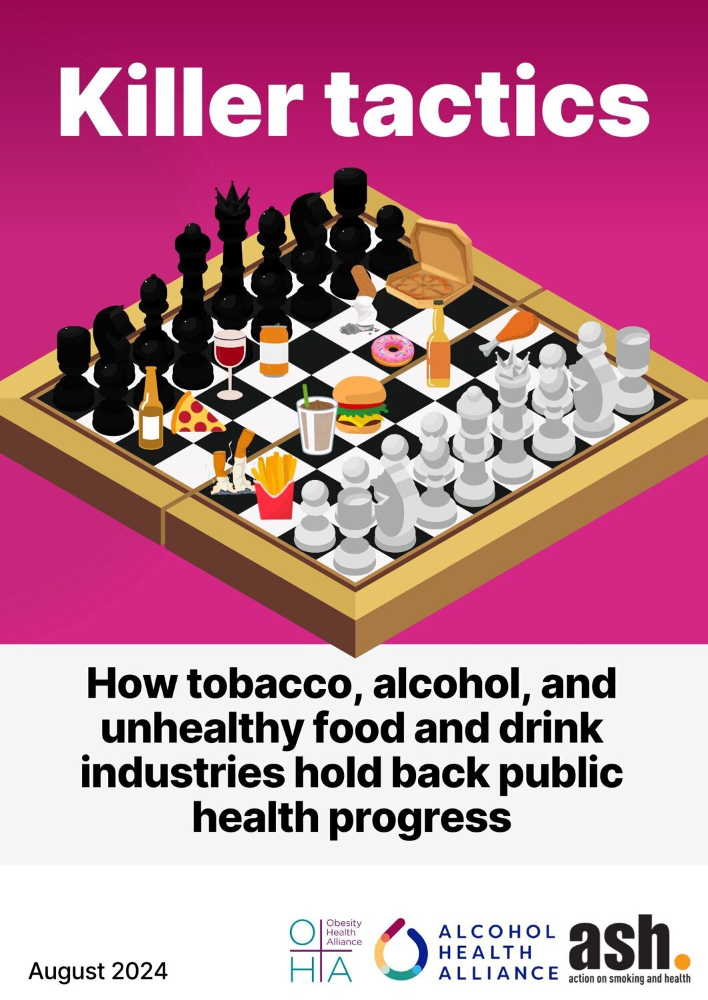 Killer tactics
How tobacco, alcohol, and
unhealthy food and drink
industries hold back public
health progress
August 2024
O
HA
Obesity
Health
Alliance
ALCOHOL
HEALTH
ALLIANCE
ash.
action on smoking and health